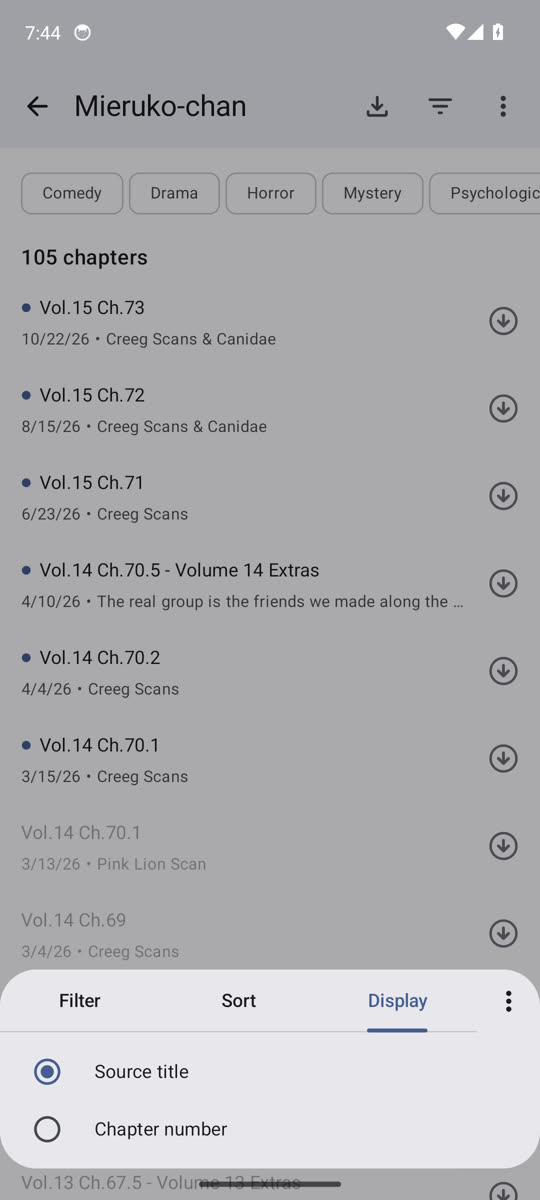 7:44
Mieruko-chan
Comedy
Drama
Horror
Mystery
Psychologic
105 chapters
Vol.15 Ch.73
10/22/26 • Creeg Scans & Canidae
Vol.15 Ch.72
8/15/26 • Creeg Scans & Canidae
Vol.15 Ch.71
6/23/26 • Creeg Scans
Vol.14 Ch.70.5 - Volume 14 Extras
4/10/26 • The real group is the friends we made along the …
Vol.14 Ch.70.2
4/4/26 • Creeg Scans
Vol.14 Ch.70.1
3/15/26 • Creeg Scans
Vol.14 Ch.70.1
3/13/26 • Pink Lion Scan
Vol.14 Ch.69
3/4/26 • Creeg Scans
Filter
Sort
Display
Source title
Chapter number
Vol.13 Ch.67.5 - Volume 13 Extras